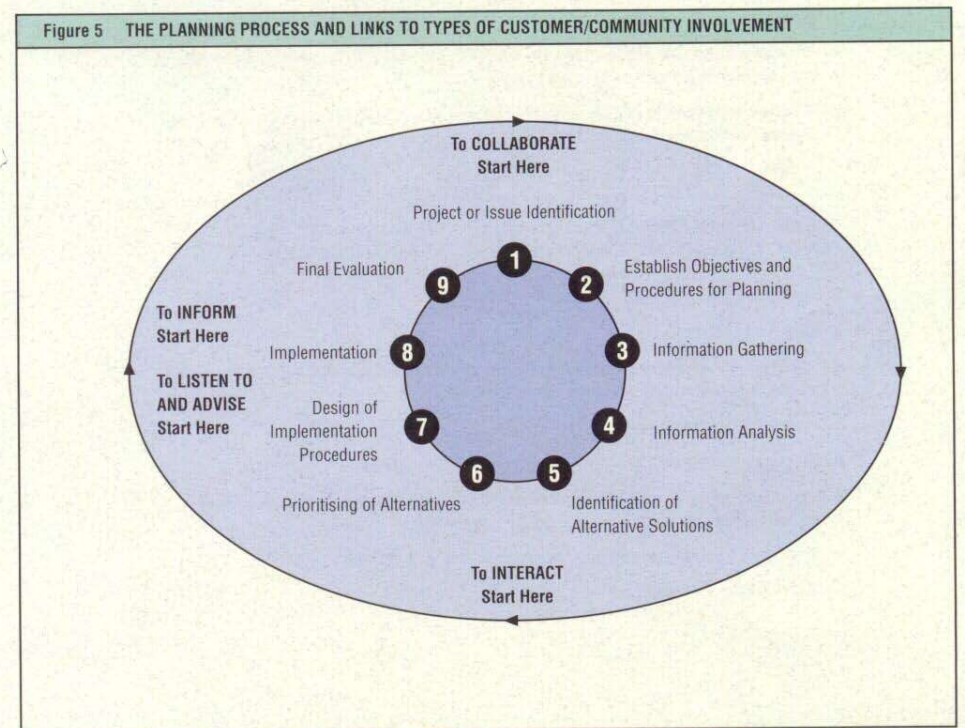 Figure 5 THE PLANNING PROCESS AND LINKS TO TYPES OF CUSTOMER/COMMUNITY INVOLVEMENT
To COLLABORATE
Start Here
Project or Issue Identification
1
2
Establish Objectives and
Procedures for Planning
3
Information Gathering
4
Information Analysis
5
Identification of
Alternative Solutions
6
Prioritising of Alternatives
7
Design of
Implementation
Procedures
8
Implementation
9
Final Evaluation
To INFORM
Start Here
To LISTEN TO
AND ADVISE
Start Here
To INTERACT
Start Here